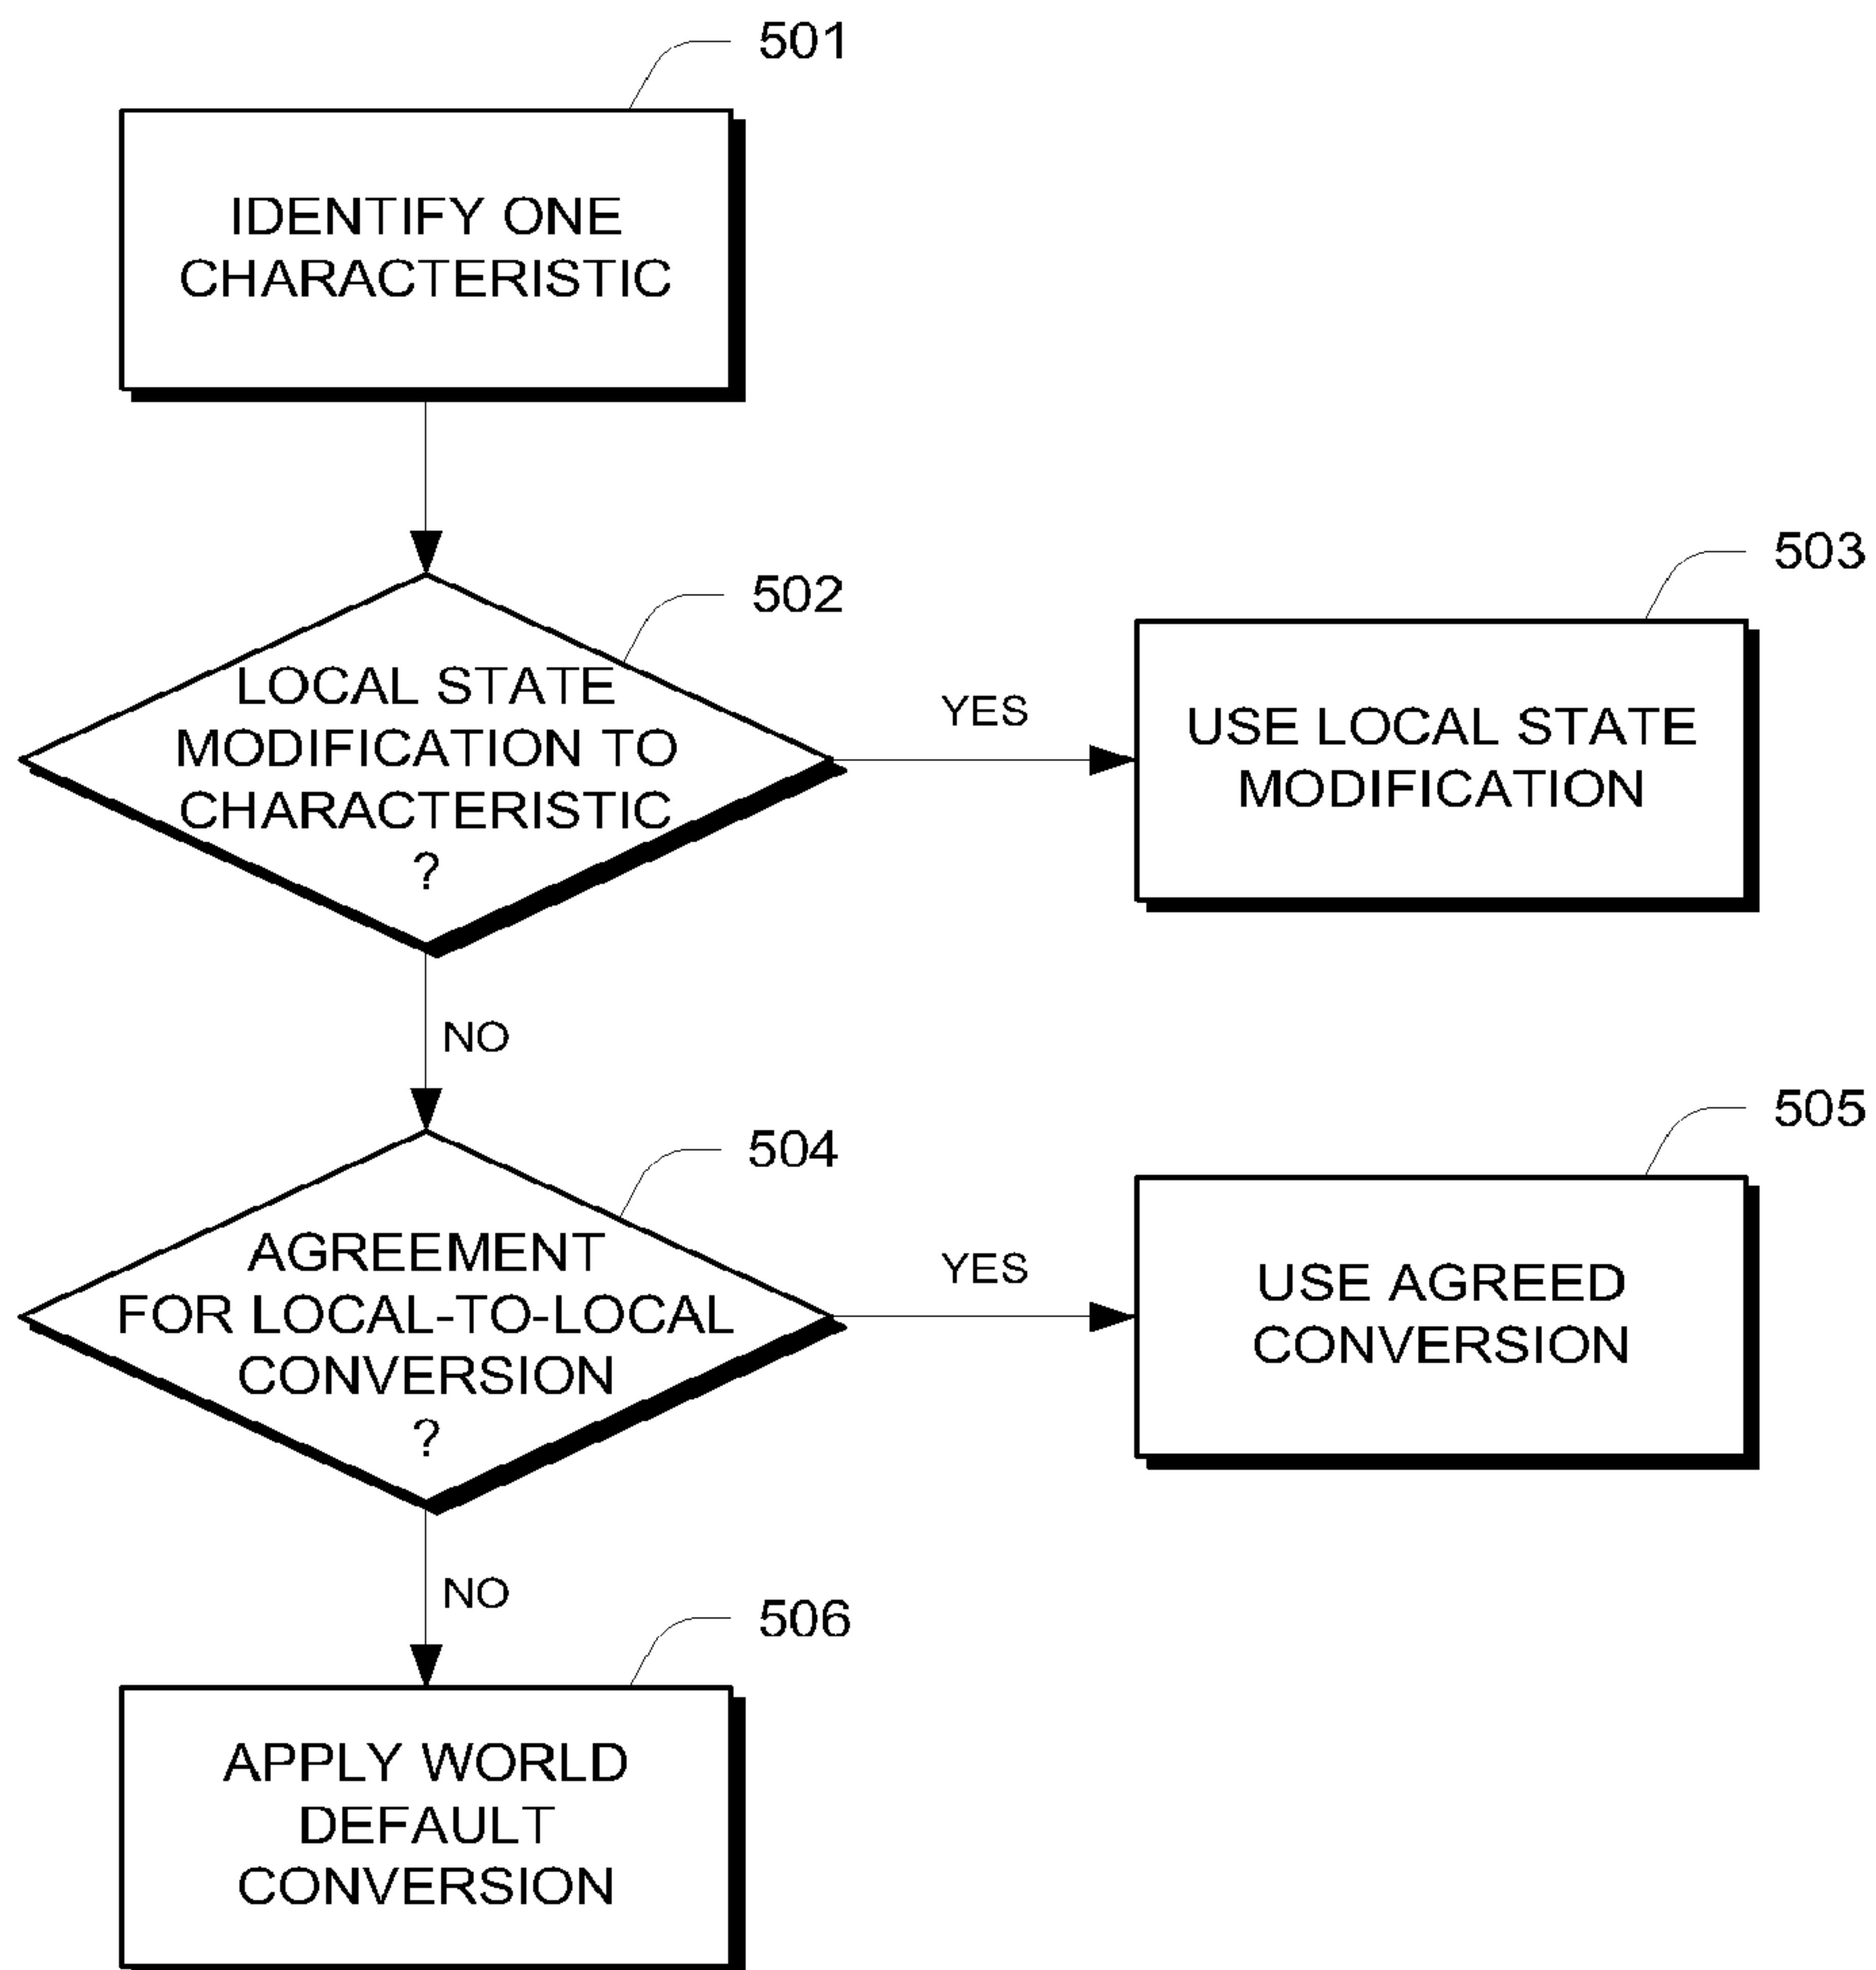 501
IDENTIFY ONE
CHARACTERISTIC
502
LOCAL STATE
MODIFICATION TO
CHARACTERISTIC
?
YES
503
USE LOCAL STATE
MODIFICATION
NO
504
AGREEMENT
FOR LOCAL-TO-LOCAL
CONVERSION
?
YES
505
USE AGREED
CONVERSION
NO
506
APPLY WORLD
DEFAULT
CONVERSION